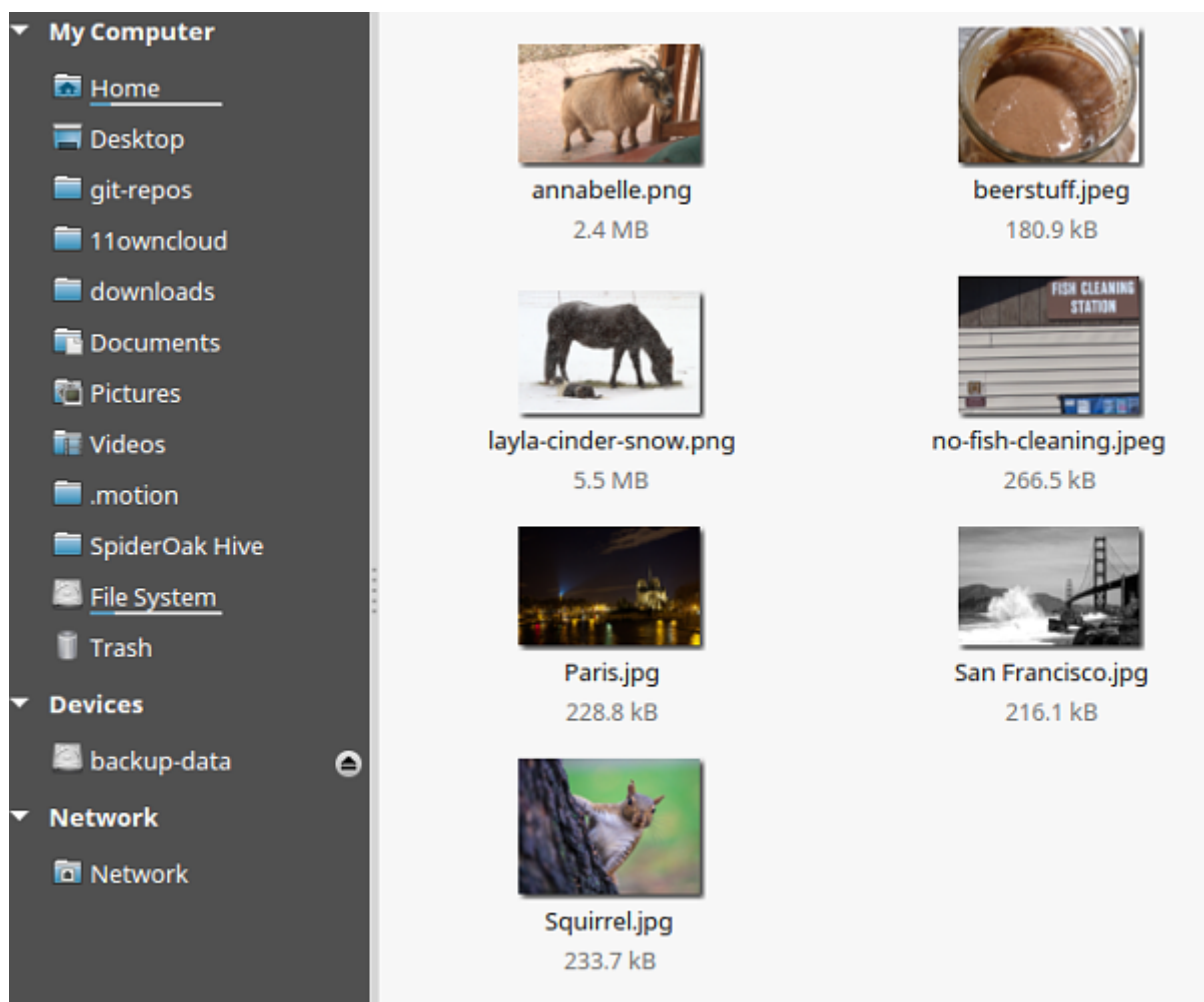 My Computer
Home
Desktop
git-repos
11owncloud
downloads
Documents
Pictures
Videos
.motion
SpiderOak Hive
File System
Trash
Devices
backup-data
Network
Network
annabelle.png
2.4 MB
beerstuff.jpeg
180.9 kB
FISH CLEANING
STATION
layla-cinder-snow.png
5.5 MB
no-fish-cleaning.jpeg
266.5 kB
Paris.jpg
228.8 kB
San Francisco.jpg
216.1 kB
Squirrel.jpg
233.7 kB